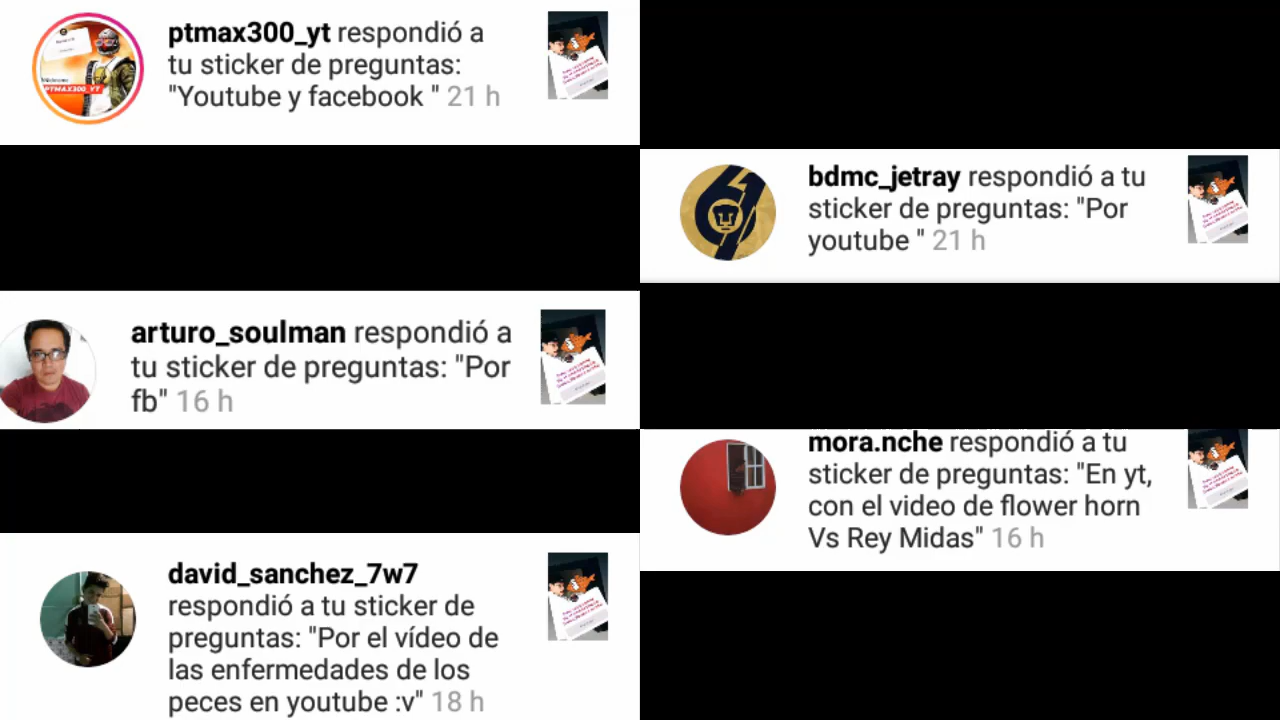 ptmax300_yt respondió a
tu sticker de preguntas:
"Youtube y facebook " 21 h
PTMAX300_YT
bdmc_jetray respondió a tu
sticker de preguntas: "Por
youtube " 21 h
arturo_soulman respondió a
tu sticker de preguntas: "Por
fb" 16 h
mora.nche respondió a tu
sticker de preguntas: "En yt,
con el video de flower horn
Vs Rey Midas" 16 h
david_sanchez_7w7
respondió a tu sticker de
preguntas: "Por el vídeo de
las enfermedades de los
peces en youtube :v" 18 h